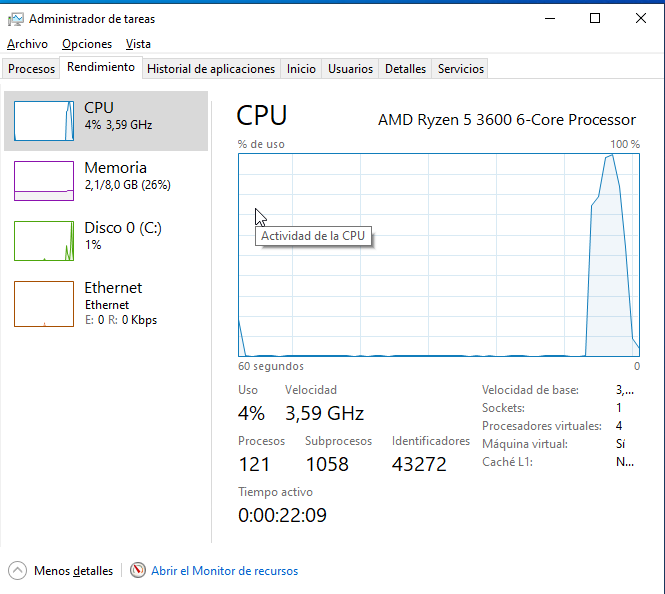 Administrador de tareas
Archivo Opciones Vista
Procesos Rendimiento Historial de aplicaciones Inicio Usuarios Detalles Servicios
CPU
4% 3,59 GHz
Memoria
2,1/8,0 GB (26%)
Disco 0 (C:)
1%
Ethernet
Ethernet
E: 0 R: 0 Kbps
CPU AMD Ryzen 5 3600 6-Core Processor
% de uso 100 %
Actividad de la CPU
60 segundos 0
Uso Velocidad
4% 3,59 GHz
Procesos Subprocesos Identificadores
121 1058 43272
Tiempo activo
0:00:22:09
Velocidad de base: 3,...
Sockets: 1
Procesadores virtuales: 4
Máquina virtual: Sí
Caché L1: N...
Menos detalles Abrir el Monitor de recursos